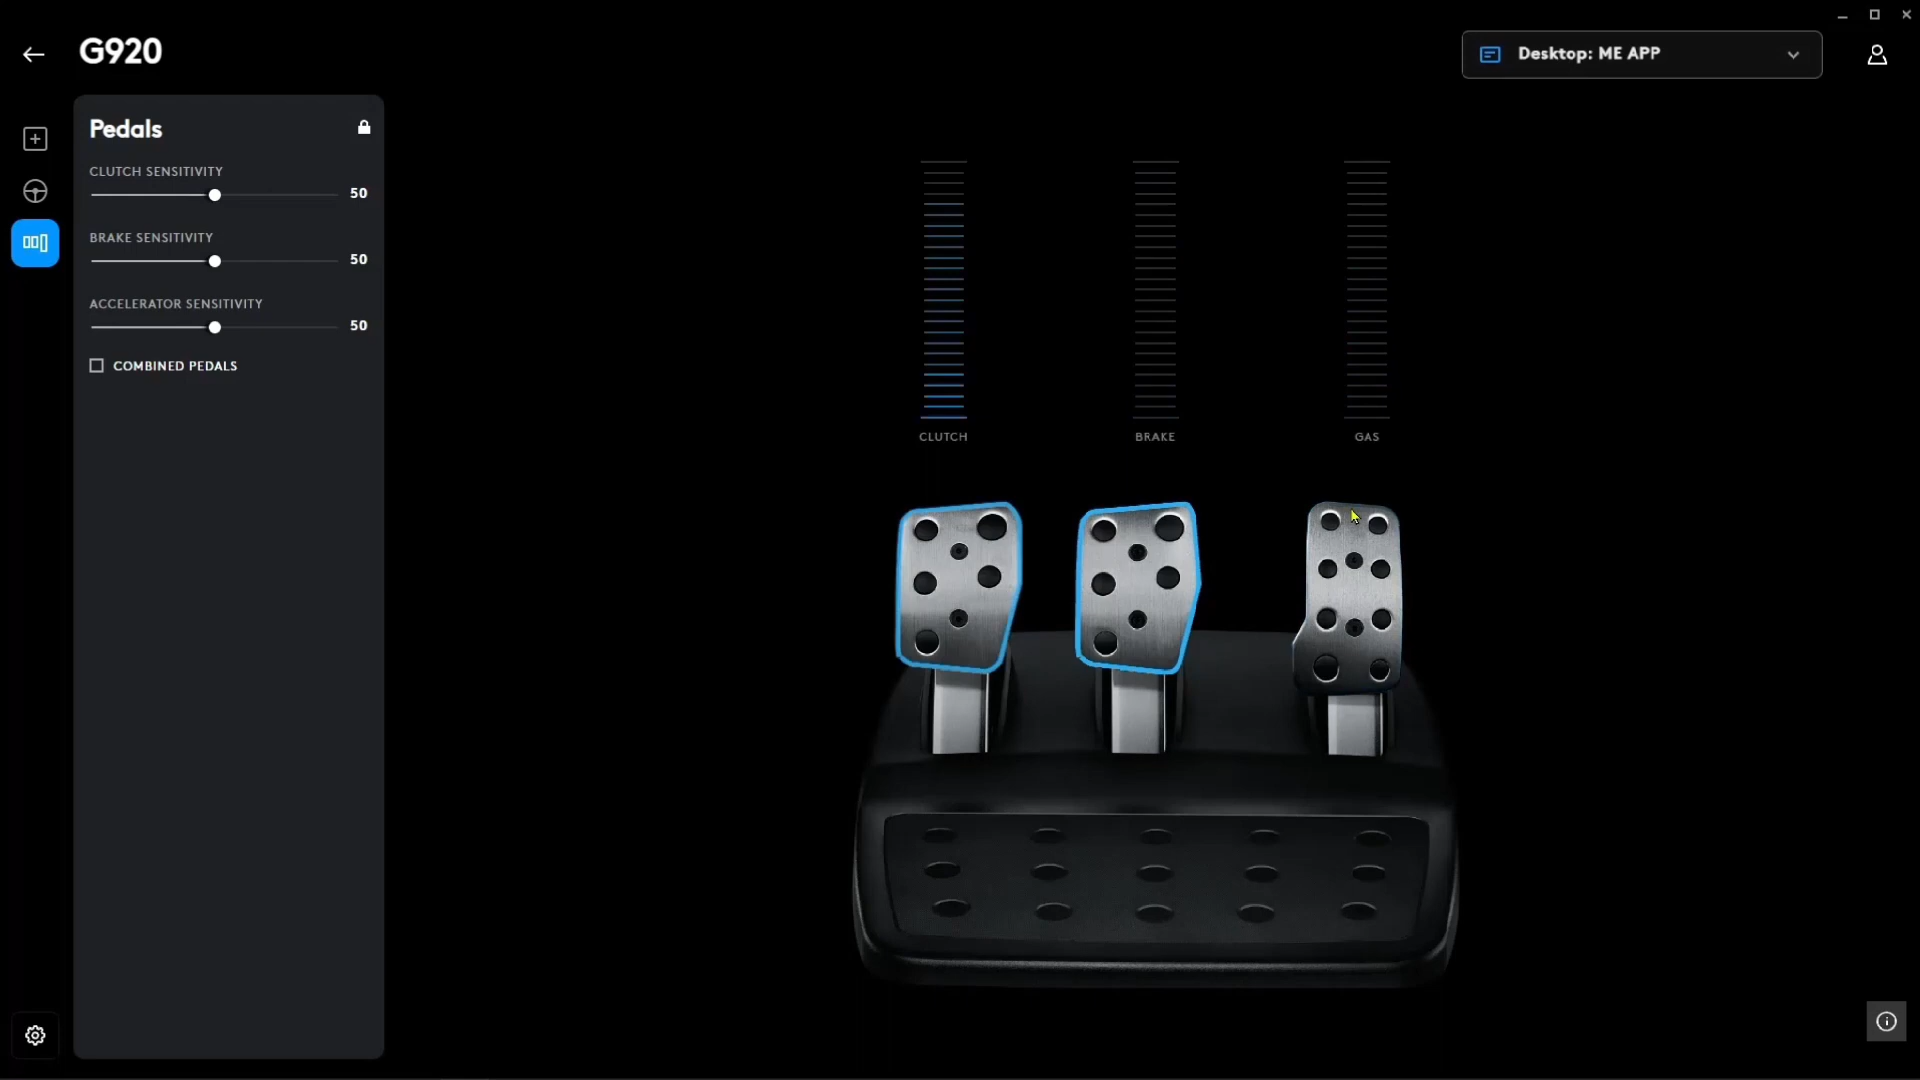 G920
Desktop: ME APP
Pedals
CLUTCH SENSITIVITY
50
BRAKE SENSITIVITY
50
ACCELERATOR SENSITIVITY
50
COMBINED PEDALS
CLUTCH
BRAKE
GAS